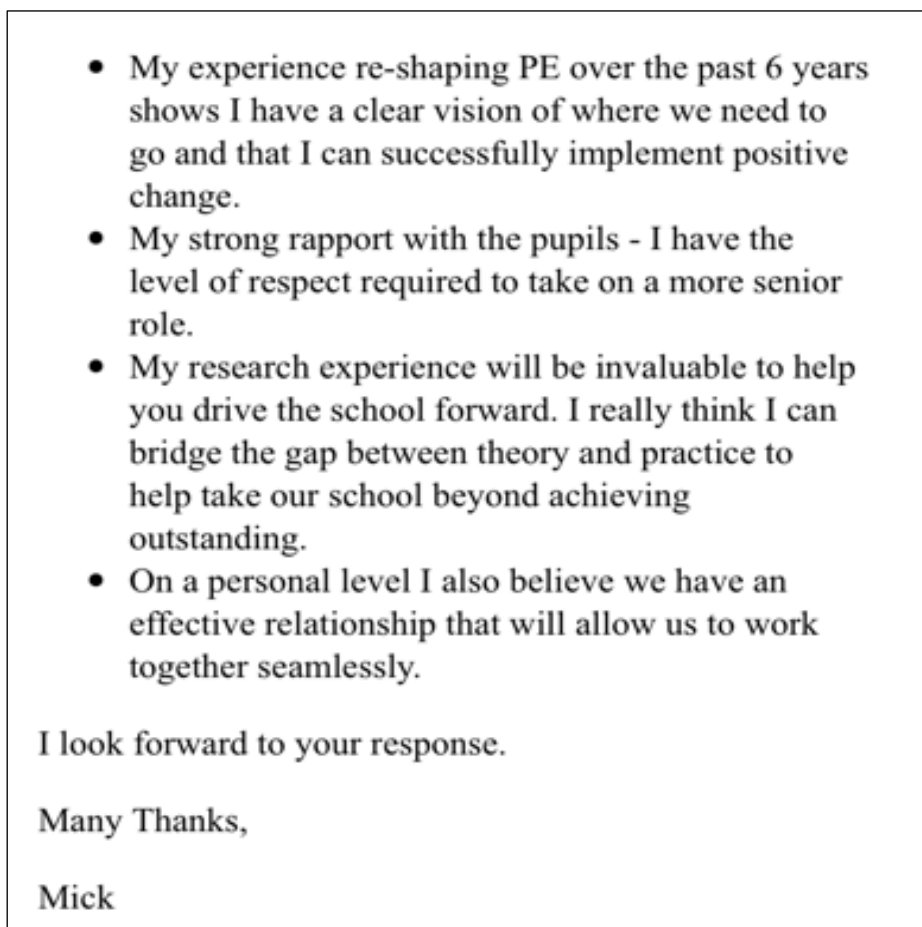 • My experience re-shaping PE over the past 6 years
shows I have a clear vision of where we need to
go and that I can successfully implement positive
change.
• My strong rapport with the pupils - I have the
level of respect required to take on a more senior
role.
• My research experience will be invaluable to help
you drive the school forward. I really think I can
bridge the gap between theory and practice to
help take our school beyond achieving
outstanding.
• On a personal level I also believe we have an
effective relationship that will allow us to work
together seamlessly.
I look forward to your response.
Many Thanks,
Mick